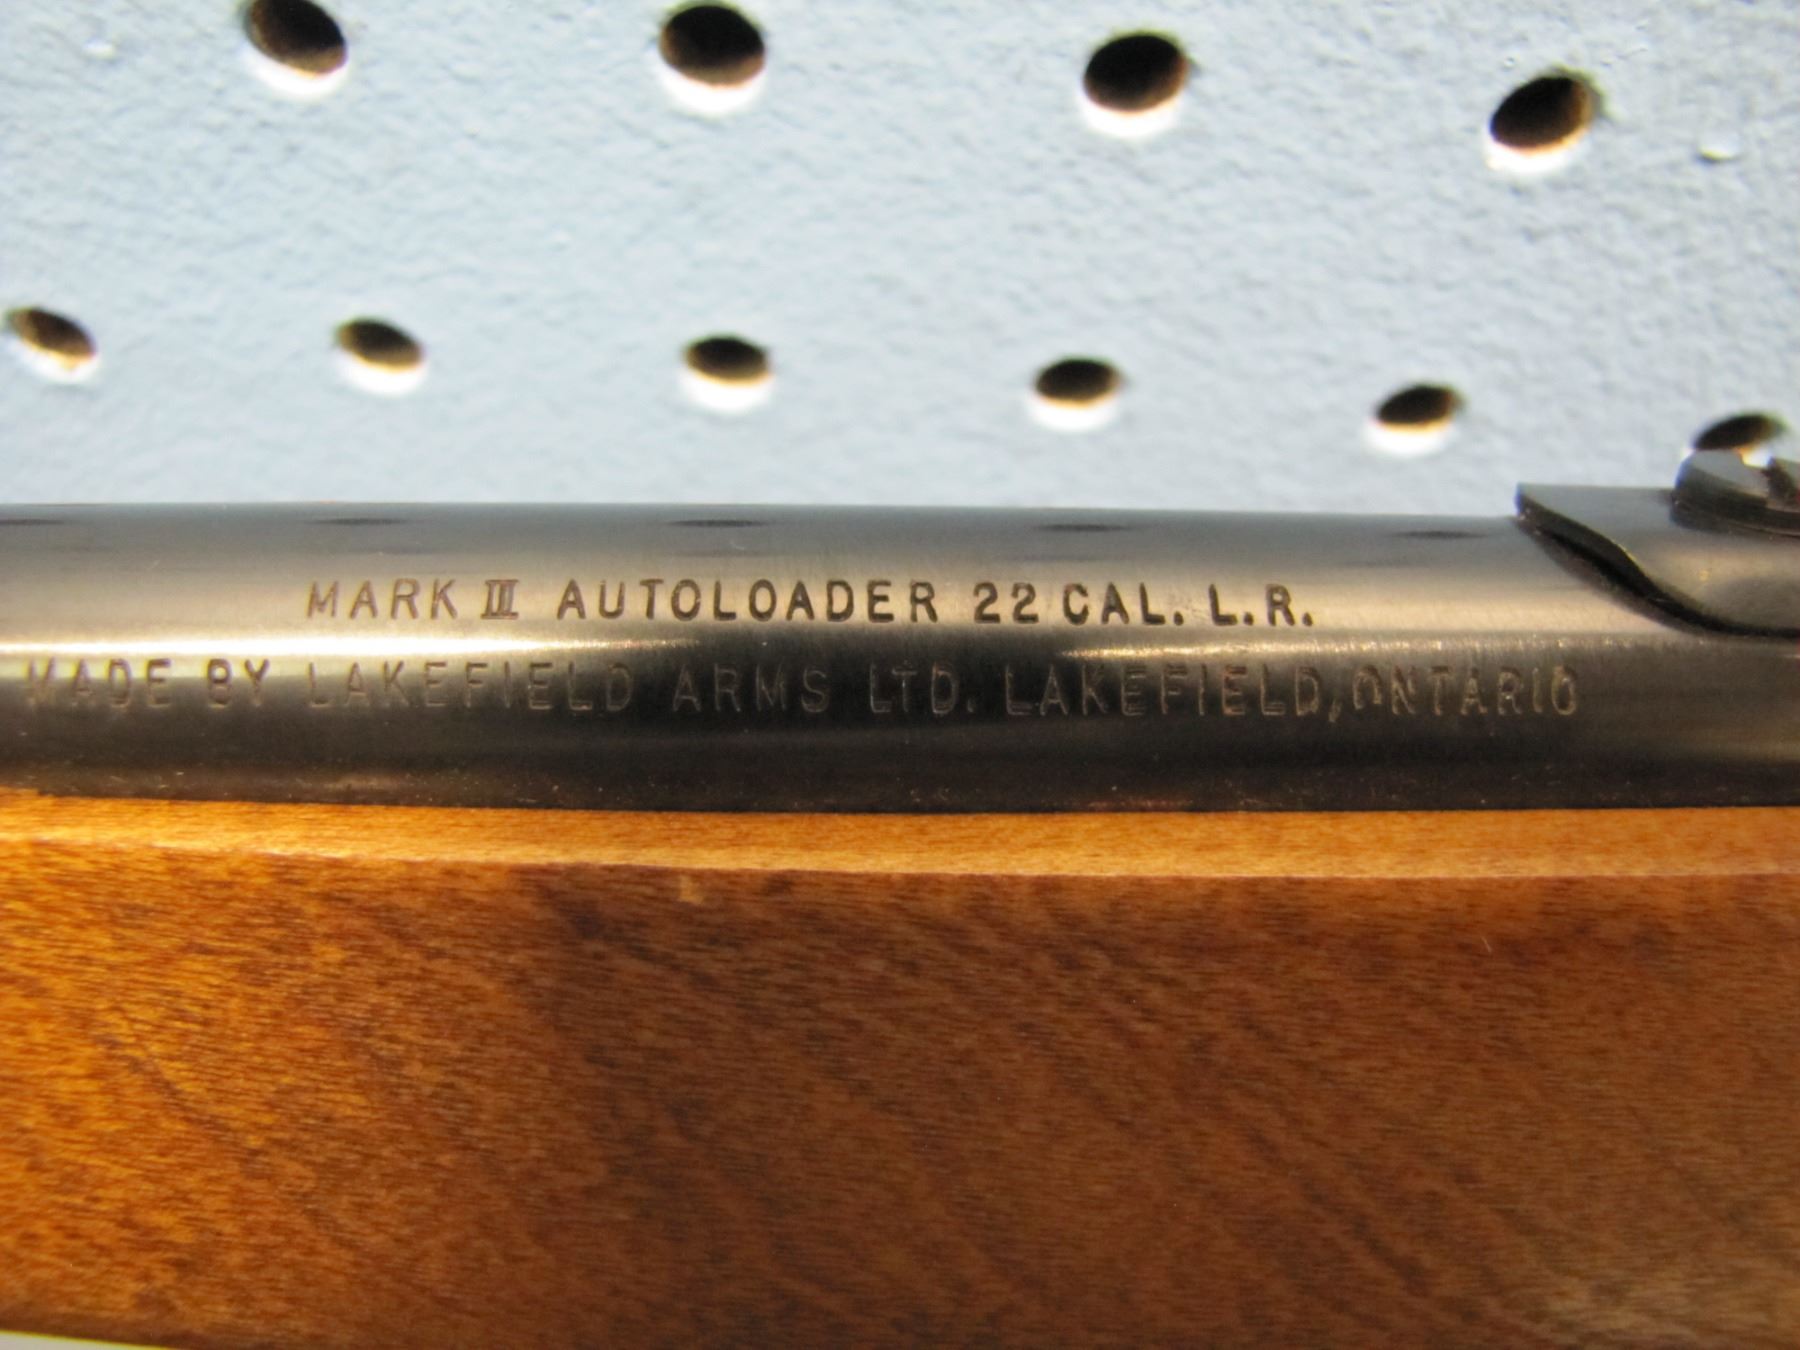 MARK III AUTOLOADER 22 CAL. L.R.
MADE BY LAKEFIELD ARMS LTD. LAKEFIELD, ONTARIO